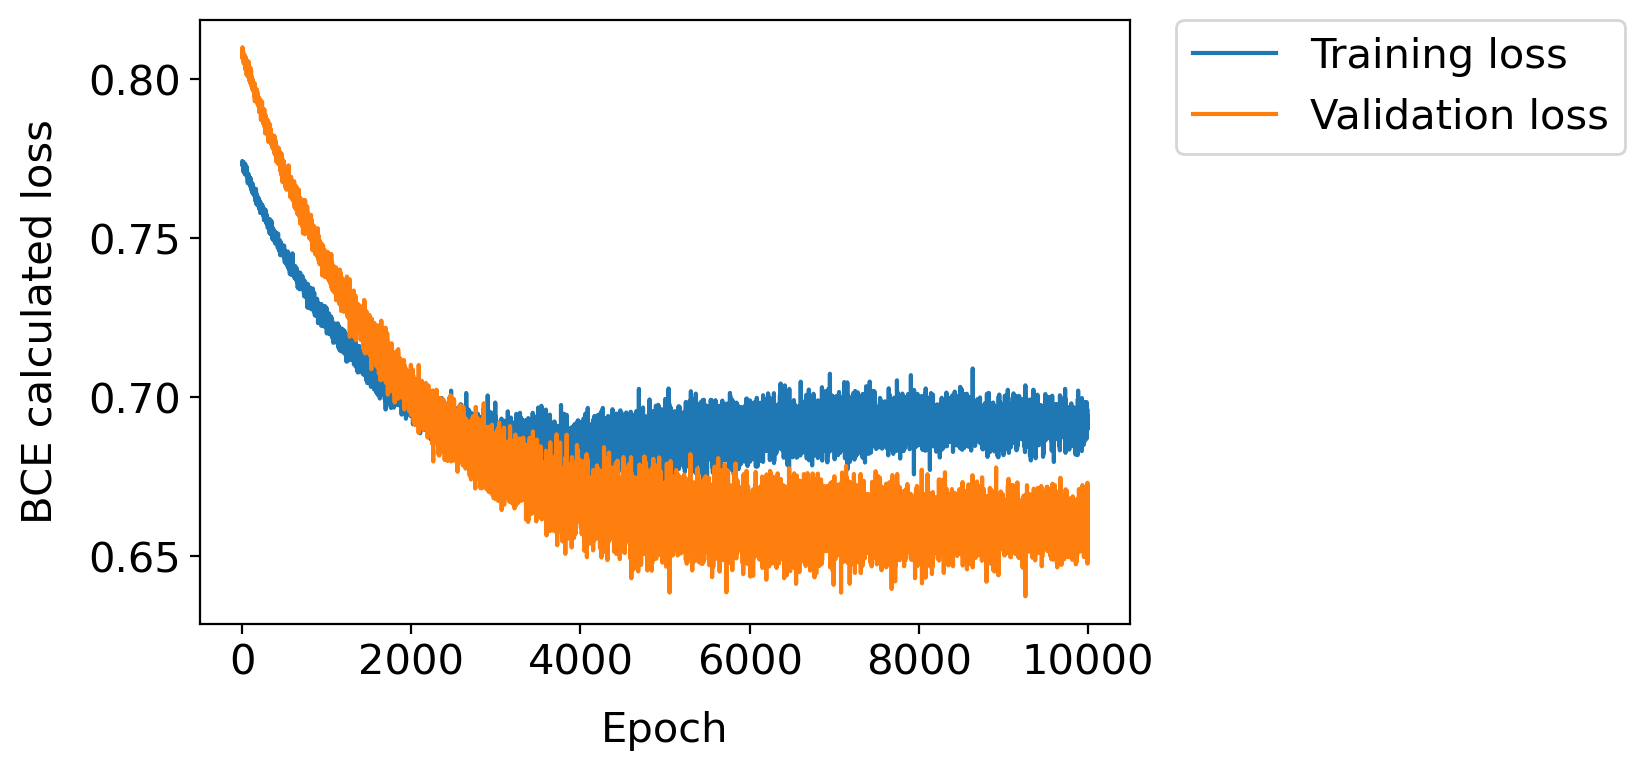 Training loss
Validation loss
BCE calculated loss
0.80
0.75
0.70
0.65
0 2000 4000 6000 8000 10000
Epoch